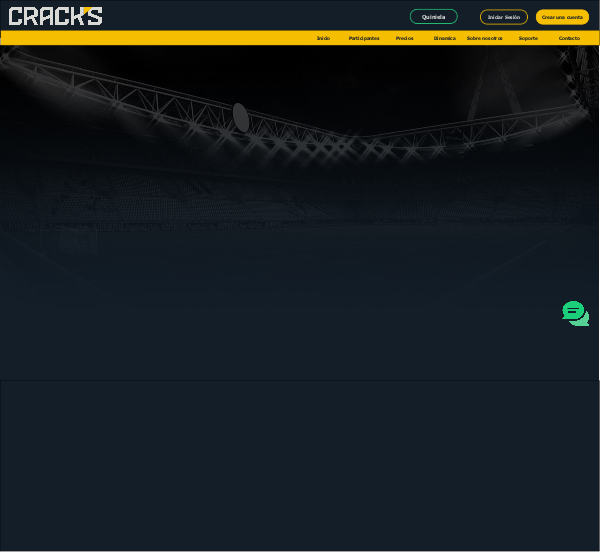 CRACKS
Quiniela
Iniciar Sesión
Crear una cuenta
Inicio
Participantes
Precios
Dinamica
Sobre nosotros
Soporte
Contacto